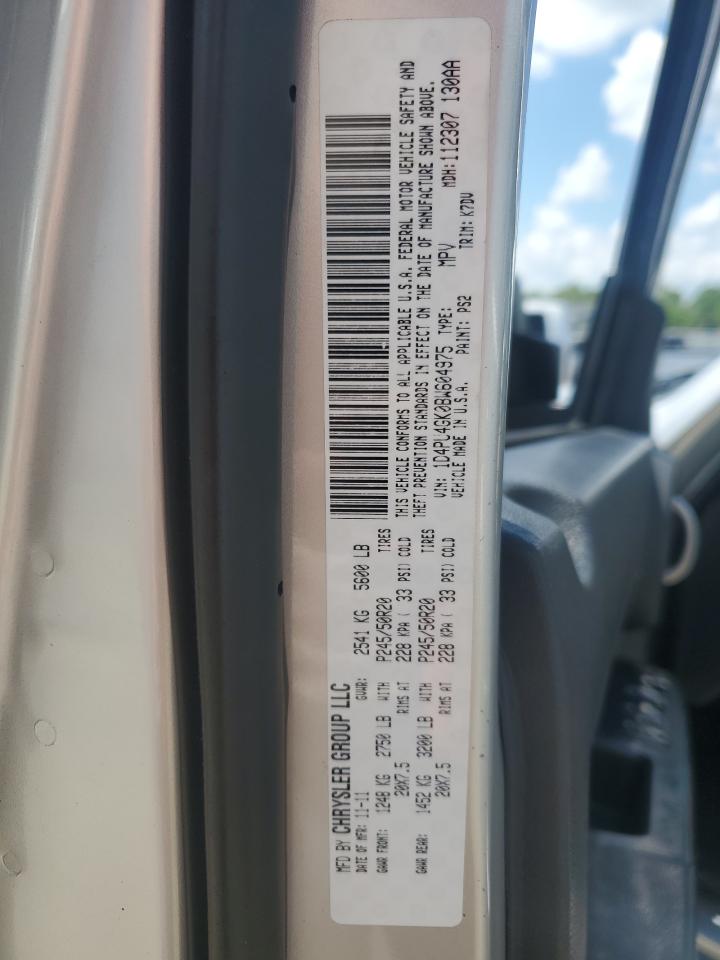 MFD BY CHRYSLER GROUP LLC
DATE OF MFR: 11-11 GVWR: 2541 KG 5600 LB
GAWR FRONT: 1248 KG 2750 LB WITH P245/50R20 TIRES
20X7.5 RIMS AT 228 KPA ( 33 PSI) COLD
GAWR REAR: 1452 KG 3200 LB WITH P245/50R20 TIRES
20X7.5 RIMS AT 228 KPA ( 33 PSI) COLD
THIS VEHICLE CONFORMS TO ALL APPLICABLE U.S.A. FEDERAL MOTOR VEHICLE SAFETY AND
THEFT PREVENTION STANDARDS IN EFFECT ON THE DATE OF MANUFACTURE SHOWN ABOVE.
VIN: 1D4PU4GK0BW604975 TYPE: MPV MDH:112307 130AA
VEHICLE MADE IN U.S.A. PAINT: PS2 TRIM: K7DV